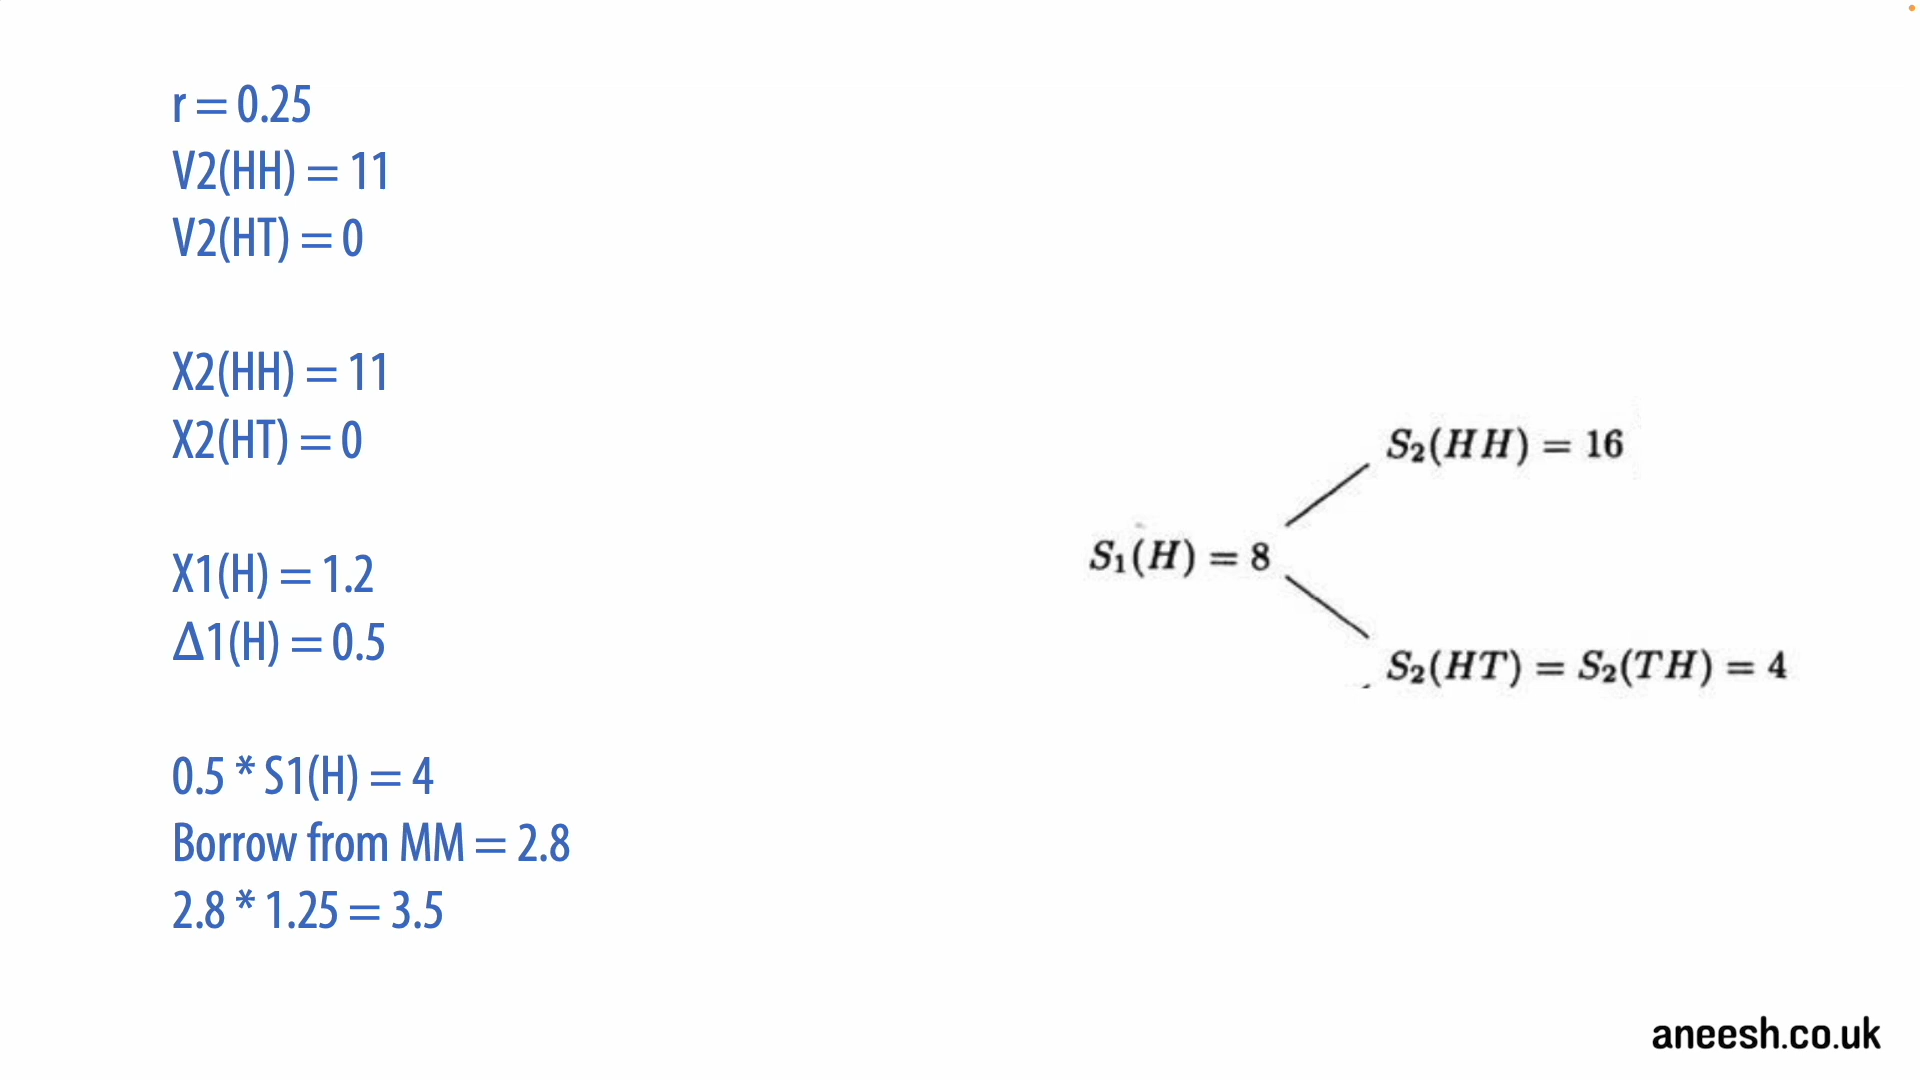 r = 0.25
V2(HH) = 11
V2(HT) = 0
X2(HH) = 11
X2(HT) = 0
X1(H) = 1.2
Δ1(H) = 0.5
0.5 * S1(H) = 4
Borrow from MM = 2.8
2.8 * 1.25 = 3.5
S₂(HH) = 16
S₁(H) = 8
S₂(HT) = S₂(TH) = 4
aneesh.co.uk